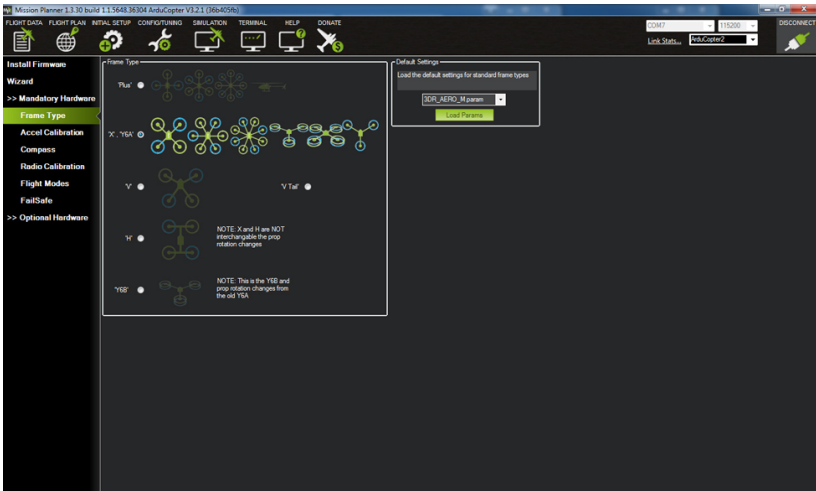 Mission Planner 1.3.30 build 1.1.5648.36304 ArduCopter V3.2.1 (36b405fb)
FLIGHT DATA FLIGHT PLAN INITIAL SETUP CONFIG/TUNING SIMULATION TERMINAL HELP DONATE
COM7 115200 DISCONNECT
Link Stats... ArduCopter2
Install Firmware
Wizard
>> Mandatory Hardware
Frame Type
Accel Calibration
Compass
Radio Calibration
Flight Modes
FailSafe
>> Optional Hardware
Frame Type
'Plus'
'X', 'Y6A'
'V'
'V Tail'
'H'
NOTE: X and H are NOT
interchangable the prop
rotation changes
'Y6B'
NOTE: This is the Y6B and
prop rotation changes from
the old Y6A
Default Settings
Load the default settings for standard frame types
3DR_AERO_M.param
Load Params